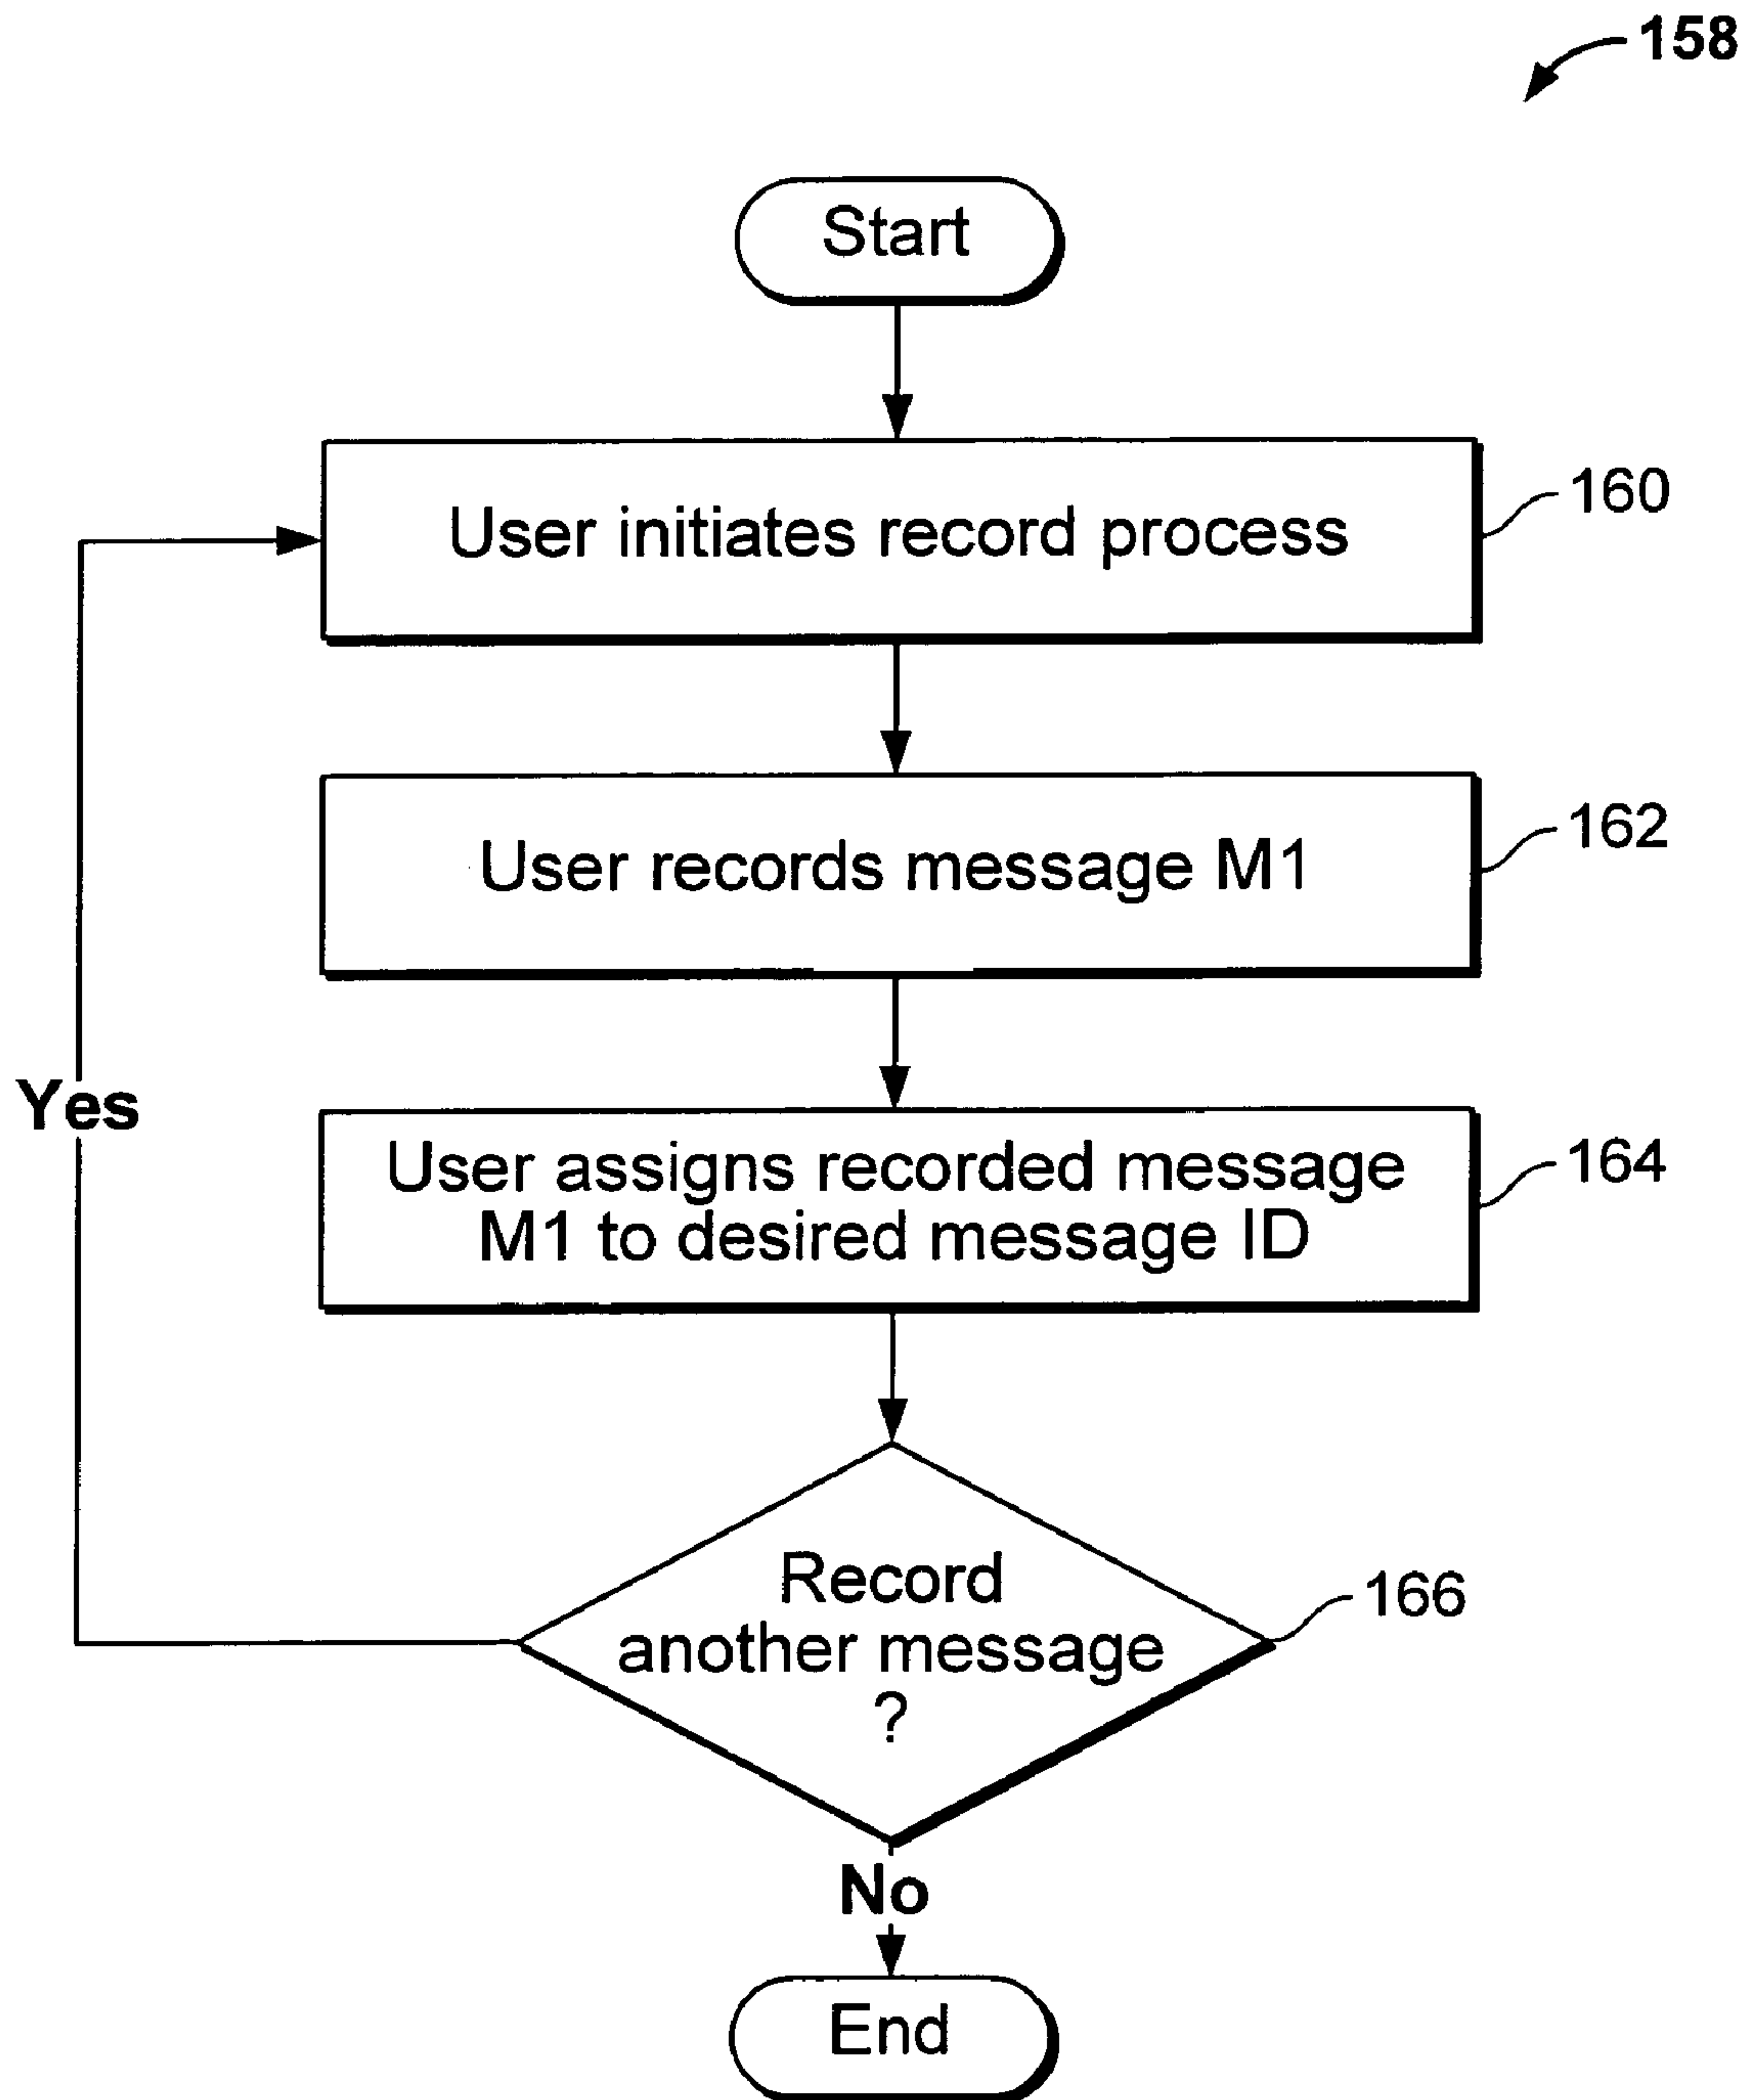 158
Start
User initiates record process
160
User records message M1
162
User assigns recorded message
M1 to desired message ID
164
Yes
Record
another message
?
166
No
End